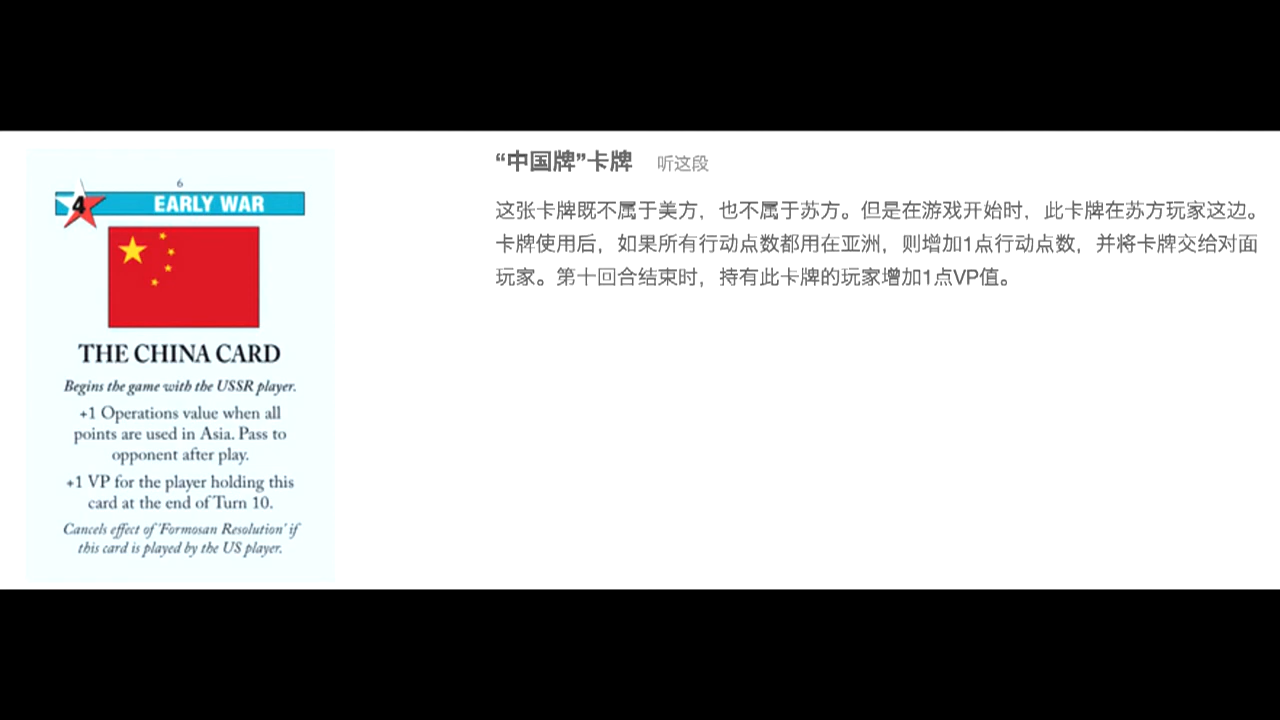 6
4
EARLY WAR
THE CHINA CARD
Begins the game with the USSR player.
+1 Operations value when all
points are used in Asia. Pass to
opponent after play.
+1 VP for the player holding this
card at the end of Turn 10.
Cancels effect of 'Formosan Resolution' if
this card is played by the US player.
“中国牌”卡牌 听这段
这张卡牌既不属于美方，也不属于苏方。但是在游戏开始时，此卡牌在苏方玩家这边。
卡牌使用后，如果所有行动点数都用在亚洲，则增加1点行动点数，并将卡牌交给对面
玩家。第十回合结束时，持有此卡牌的玩家增加1点VP值。